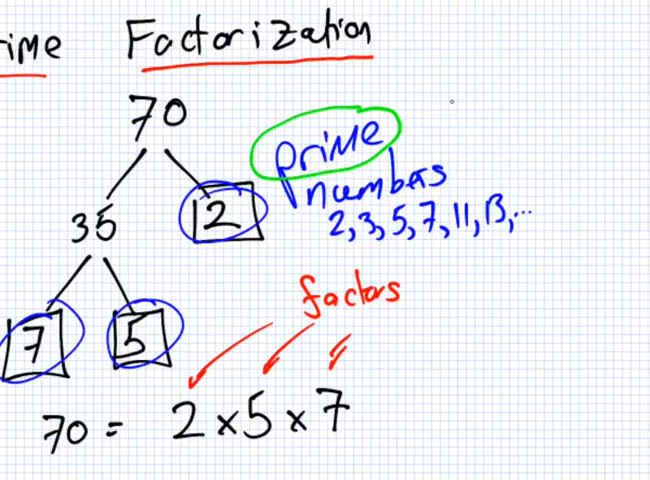 ime Factorization
70
prime
numbers
35 2
2, 3, 5, 7, 11, 13, ...
factors
7 5
70 = 2 x 5 x 7